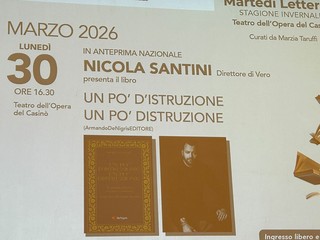 Martedì Letter
STAGIONE INVERNAL
Teatro dell'Opera del Cas
Curati da Marzia Taruffi
MARZO 2026
LUNEDÌ
30
ORE 16.30
Teatro dell'Opera
del Casinò
IN ANTEPRIMA NAZIONALE
NICOLA SANTINI Direttore di Vero
presenta il libro
UN PO' D'ISTRUZIONE
UN PO' DISTRUZIONE
(ArmandoDeNigrisEDITORE)
Ingresso libero e